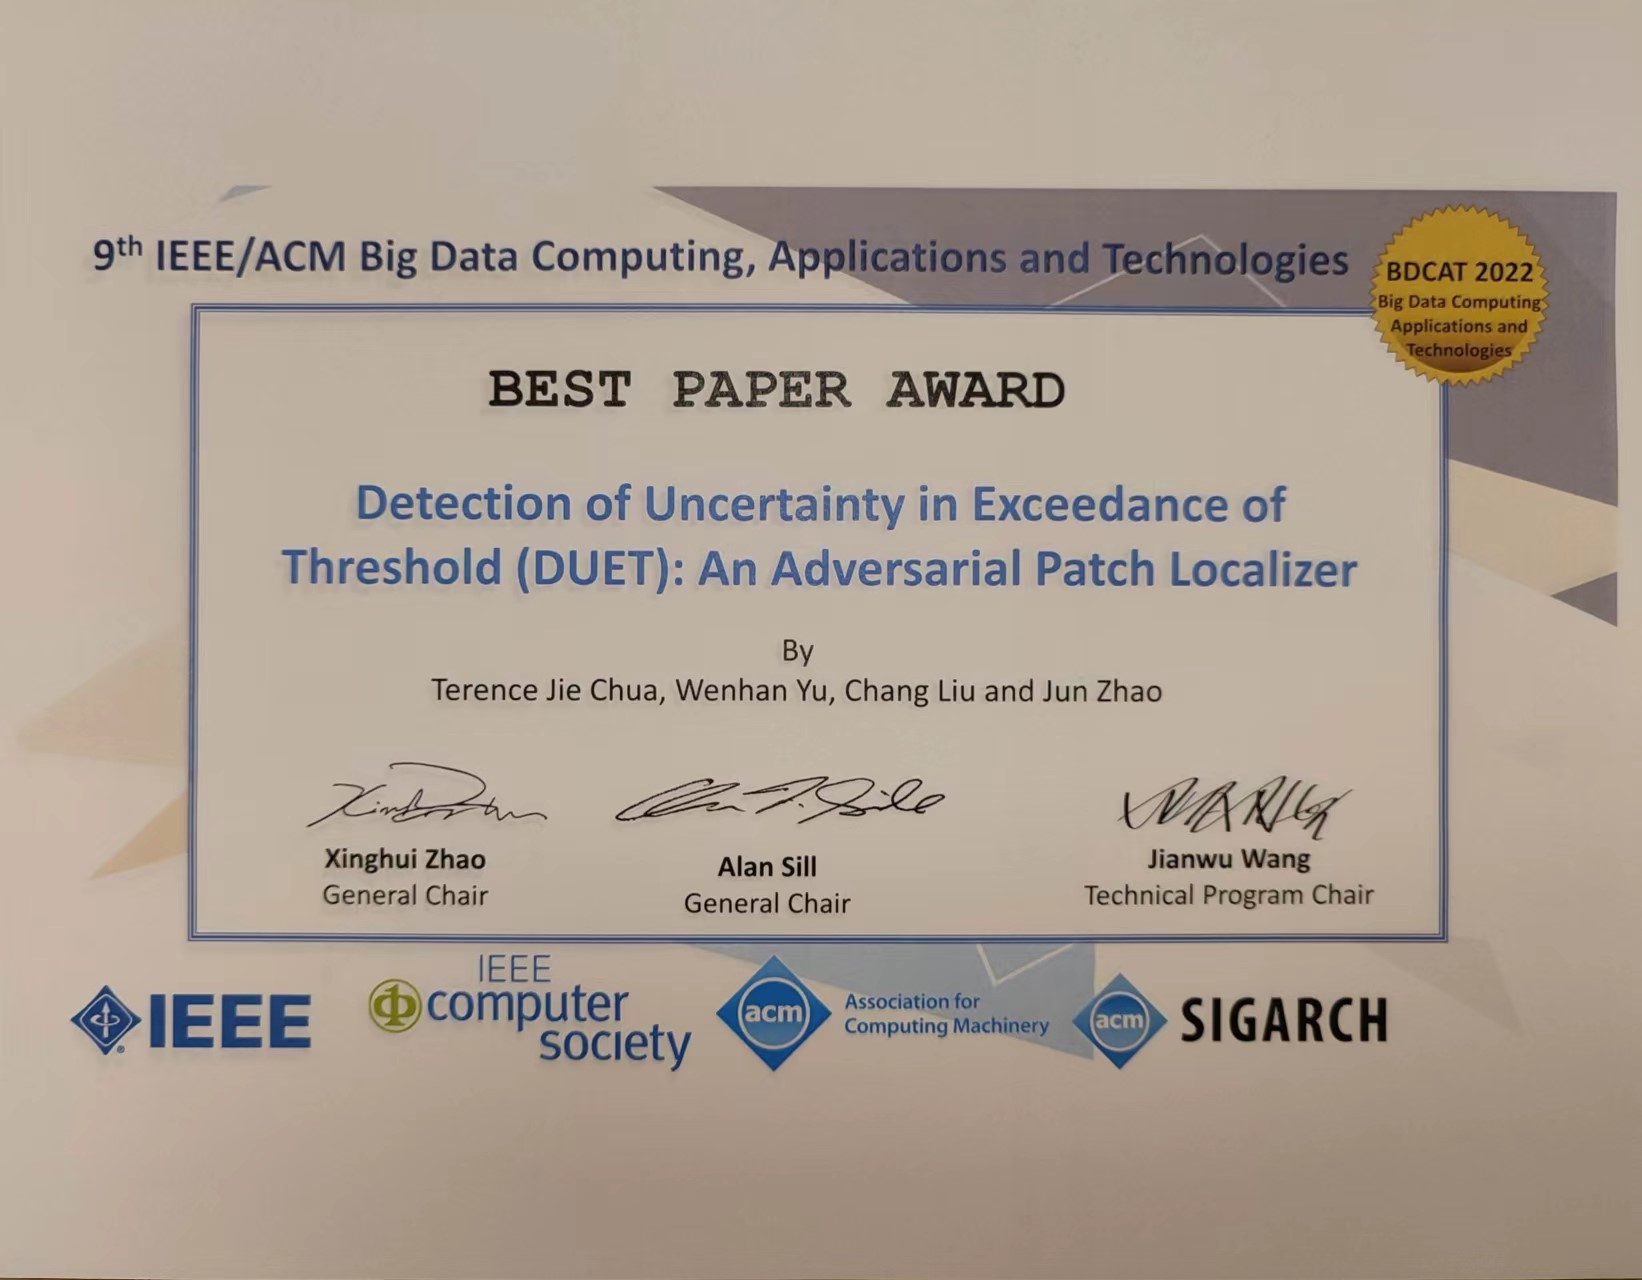 9th IEEE/ACM Big Data Computing, Applications and Technologies
BDCAT 2022
Big Data Computing
Applications and
Technologies
BEST PAPER AWARD
Detection of Uncertainty in Exceedance of
Threshold (DUET): An Adversarial Patch Localizer
By
Terence Jie Chua, Wenhan Yu, Chang Liu and Jun Zhao
Xinghui Zhao
General Chair
Alan Sill
General Chair
Jianwu Wang
Technical Program Chair
IEEE
IEEE
computer
society
acm
Association for
Computing Machinery
acm
SIGARCH